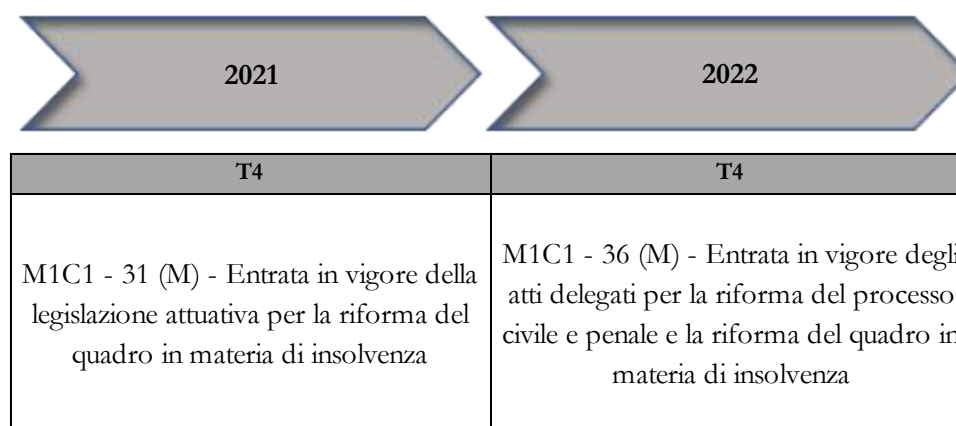 2021
2022
T4
T4
M1C1 - 31 (M) - Entrata in vigore della
legislazione attuativa per la riforma del
quadro in materia di insolvenza
M1C1 - 36 (M) - Entrata in vigore degli
atti delegati per la riforma del processo
civile e penale e la riforma del quadro in
materia di insolvenza